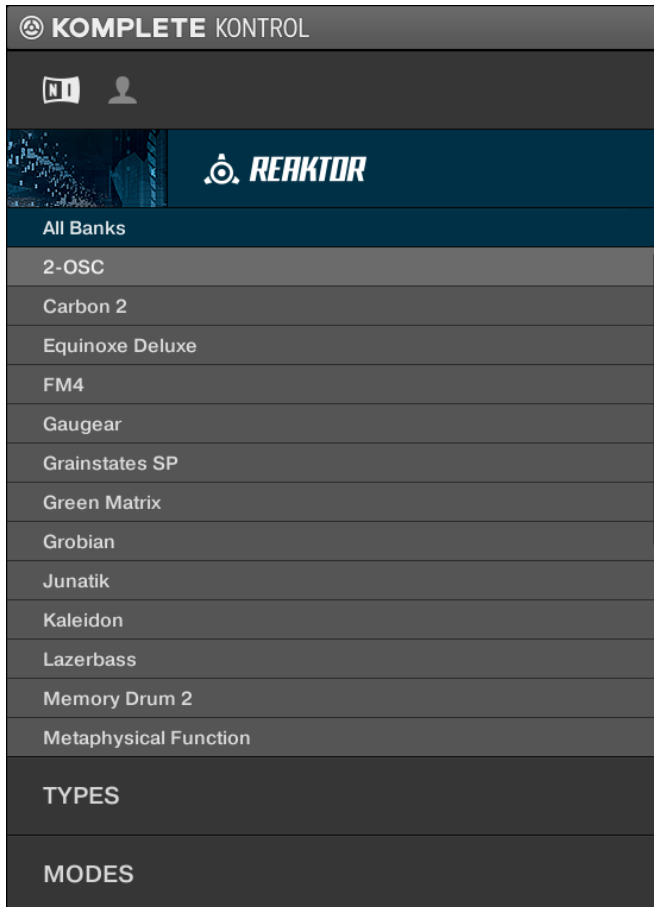 KOMPLETE KONTROL
NI
REAKTOR
All Banks
2-OSC
Carbon 2
Equinoxe Deluxe
FM4
Gaugear
Grainstates SP
Green Matrix
Grobian
Junatik
Kaleidon
Lazerbass
Memory Drum 2
Metaphysical Function
TYPES
MODES